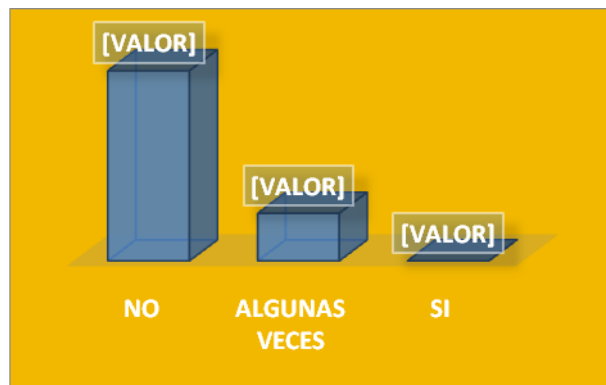 [VALOR]
[VALOR]
[VALOR]
NO
ALGUNAS
VECES
SI